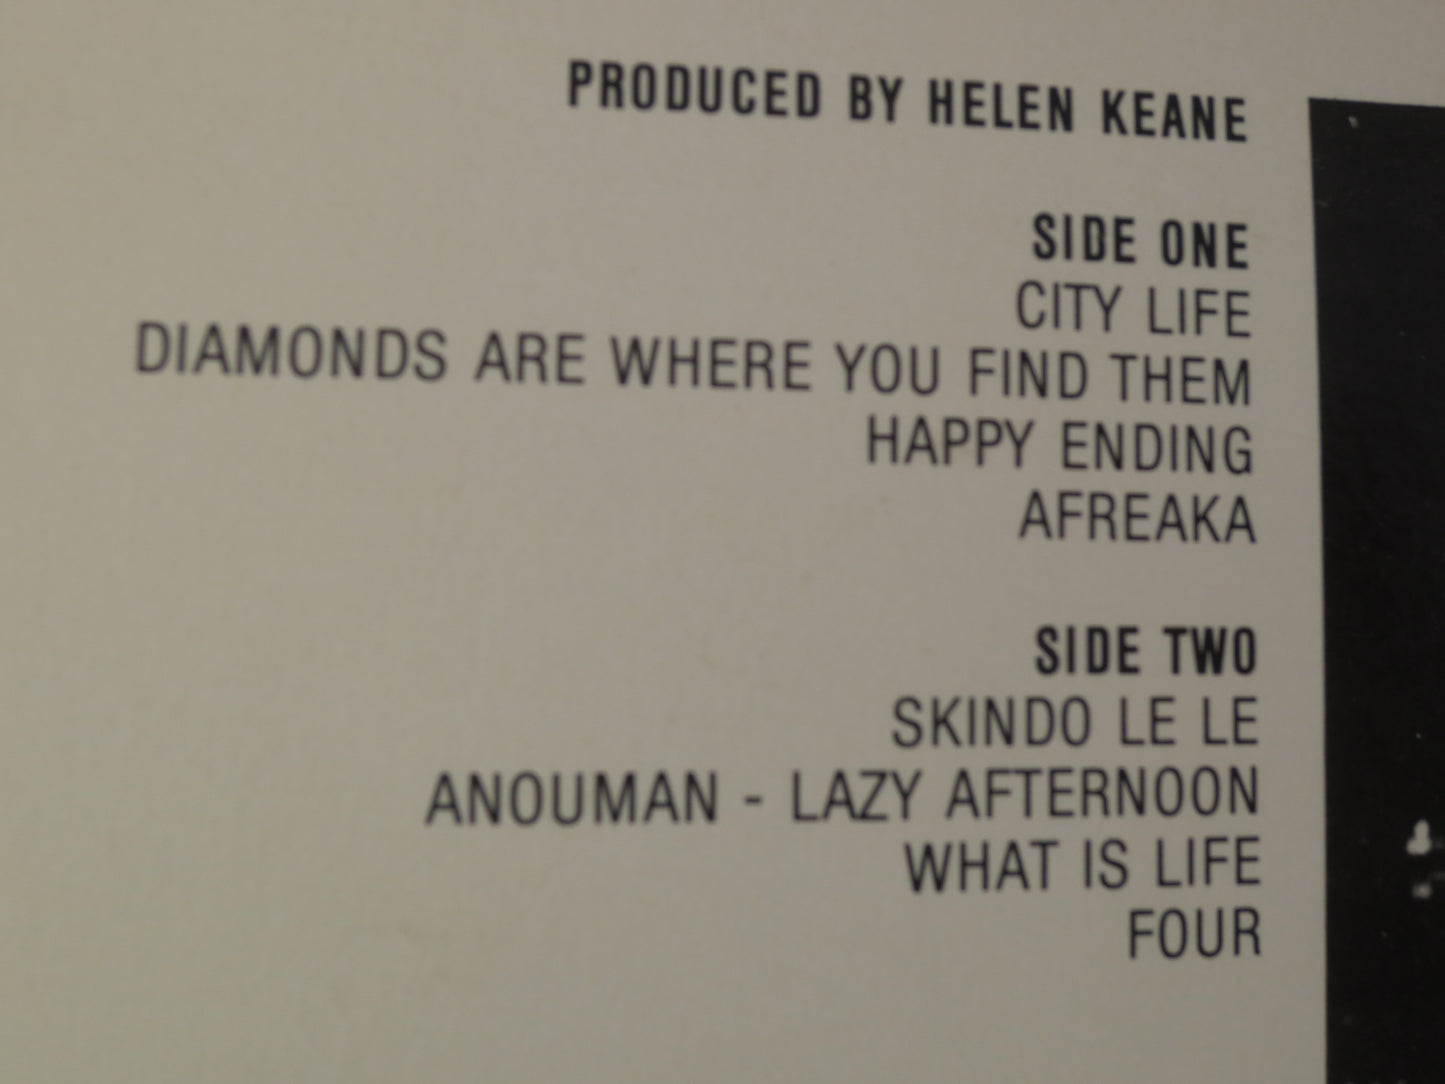 PRODUCED BY HELEN KEANE
SIDE ONE
CITY LIFE
DIAMONDS ARE WHERE YOU FIND THEM
HAPPY ENDING
AFREAKA
SIDE TWO
SKINDO LE LE
ANOUMAN - LAZY AFTERNOON
WHAT IS LIFE
FOUR